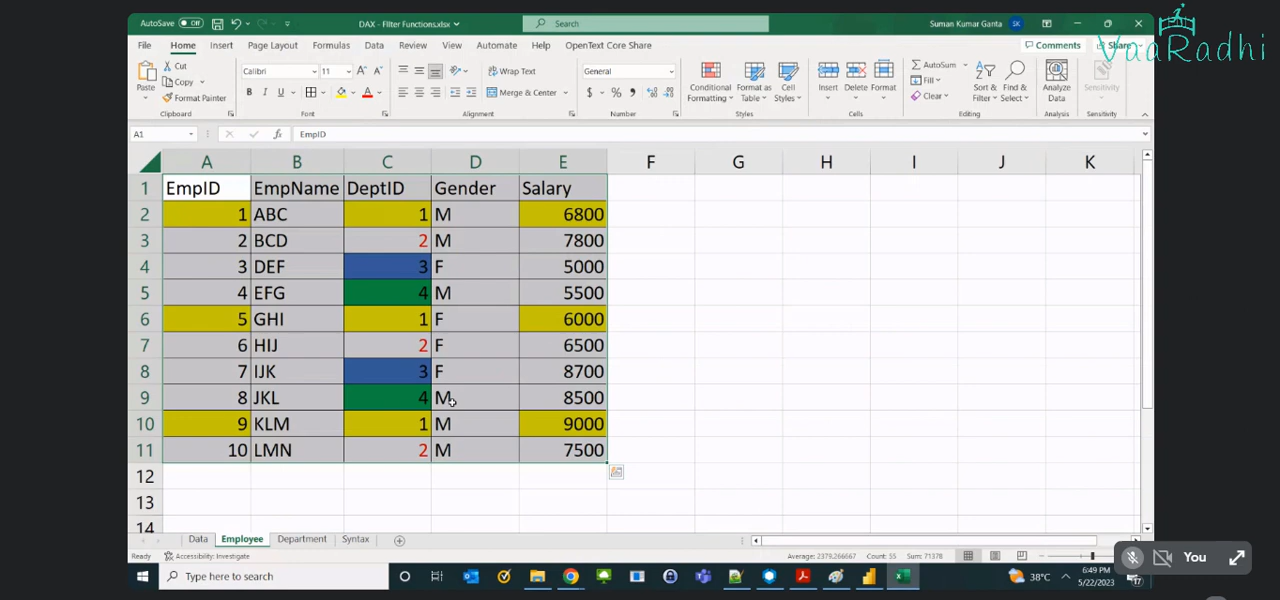 AutoSave Off
DAX - FIlter Functions.xlsx
Search
Suman Kumar Ganta SK
VaaRadhi
File Home Insert Page Layout Formulas Data Review View Automate Help OpenText Core Share
Comments Share
Paste
Cut
Copy
Format Painter
Calibri 11
B I U
Wrap Text
Merge & Center
General
$ % ,
Conditional Formatting
Format as Table
Cell Styles
Insert Delete Format
AutoSum
Fill
Clear
Sort & Filter
Find & Select
Analyze Data
Sensitivity
Clipboard Font Alignment Number Styles Cells Editing Analysis Sensitivity
A1 fx EmpID
A B C D E F G H I J K
1 EmpID EmpName DeptID Gender Salary
2 1 ABC 1 M 6800
3 2 BCD 2 M 7800
4 3 DEF 3 F 5000
5 4 EFG 4 M 5500
6 5 GHI 1 F 6000
7 6 HIJ 2 F 6500
8 7 IJK 3 F 8700
9 8 JKL 4 M 8500
10 9 KLM 1 M 9000
11 10 LMN 2 M 7500
12
13
14
Data Employee Department Syntax
Ready Accessibility: Investigate Average: 2379.266667 Count: 55 Sum: 71378
You
Type here to search
38°C
6:49 PM
5/22/2023
17